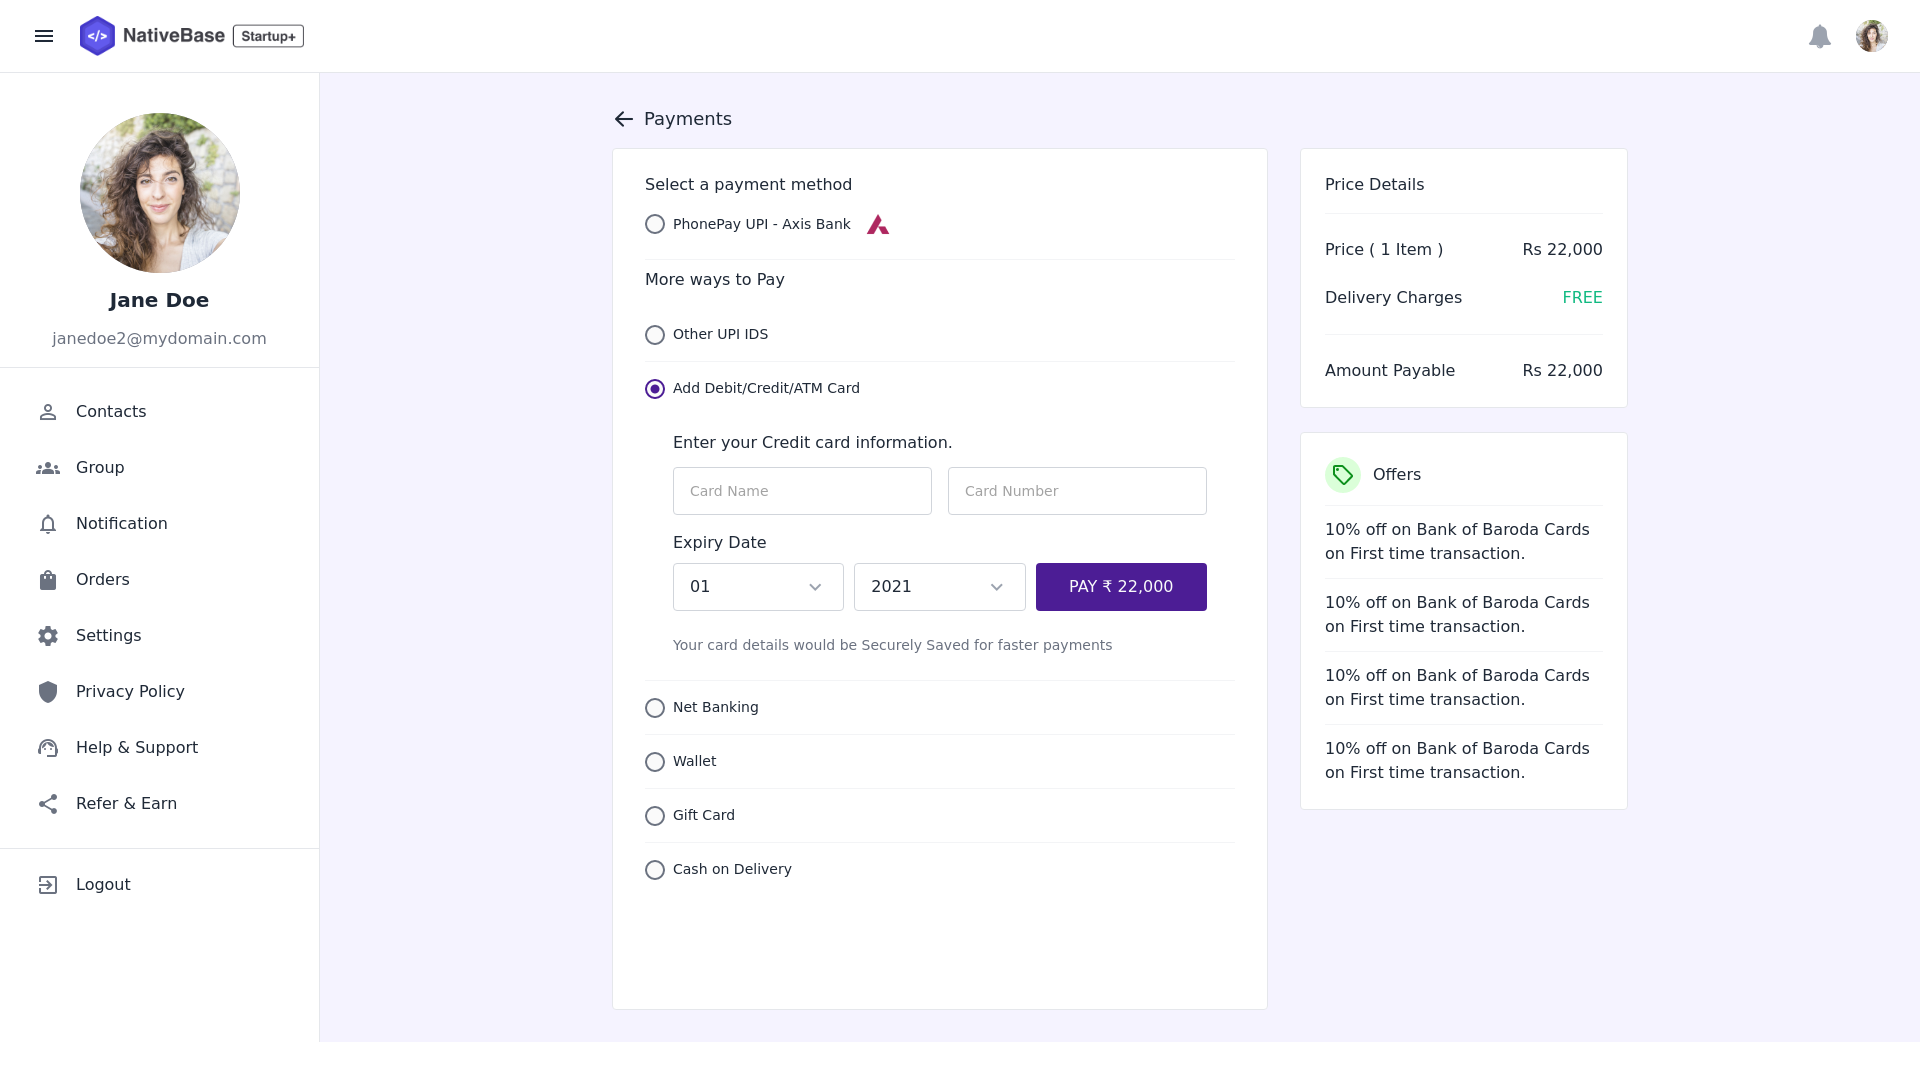 </> NativeBase Startup+
Jane Doe
janedoe2@mydomain.com
Contacts
Group
Notification
Orders
Settings
Privacy Policy
Help & Support
Refer & Earn
Logout
Payments
Select a payment method
PhonePay UPI - Axis Bank
More ways to Pay
Other UPI IDS
Add Debit/Credit/ATM Card
Enter your Credit card information.
Card Name Card Number
Expiry Date
01 2021 PAY ₹ 22,000
Your card details would be Securely Saved for faster payments
Net Banking
Wallet
Gift Card
Cash on Delivery
Price Details
Price ( 1 Item ) Rs 22,000
Delivery Charges FREE
Amount Payable Rs 22,000
Offers
10% off on Bank of Baroda Cards
on First time transaction.
10% off on Bank of Baroda Cards
on First time transaction.
10% off on Bank of Baroda Cards
on First time transaction.
10% off on Bank of Baroda Cards
on First time transaction.